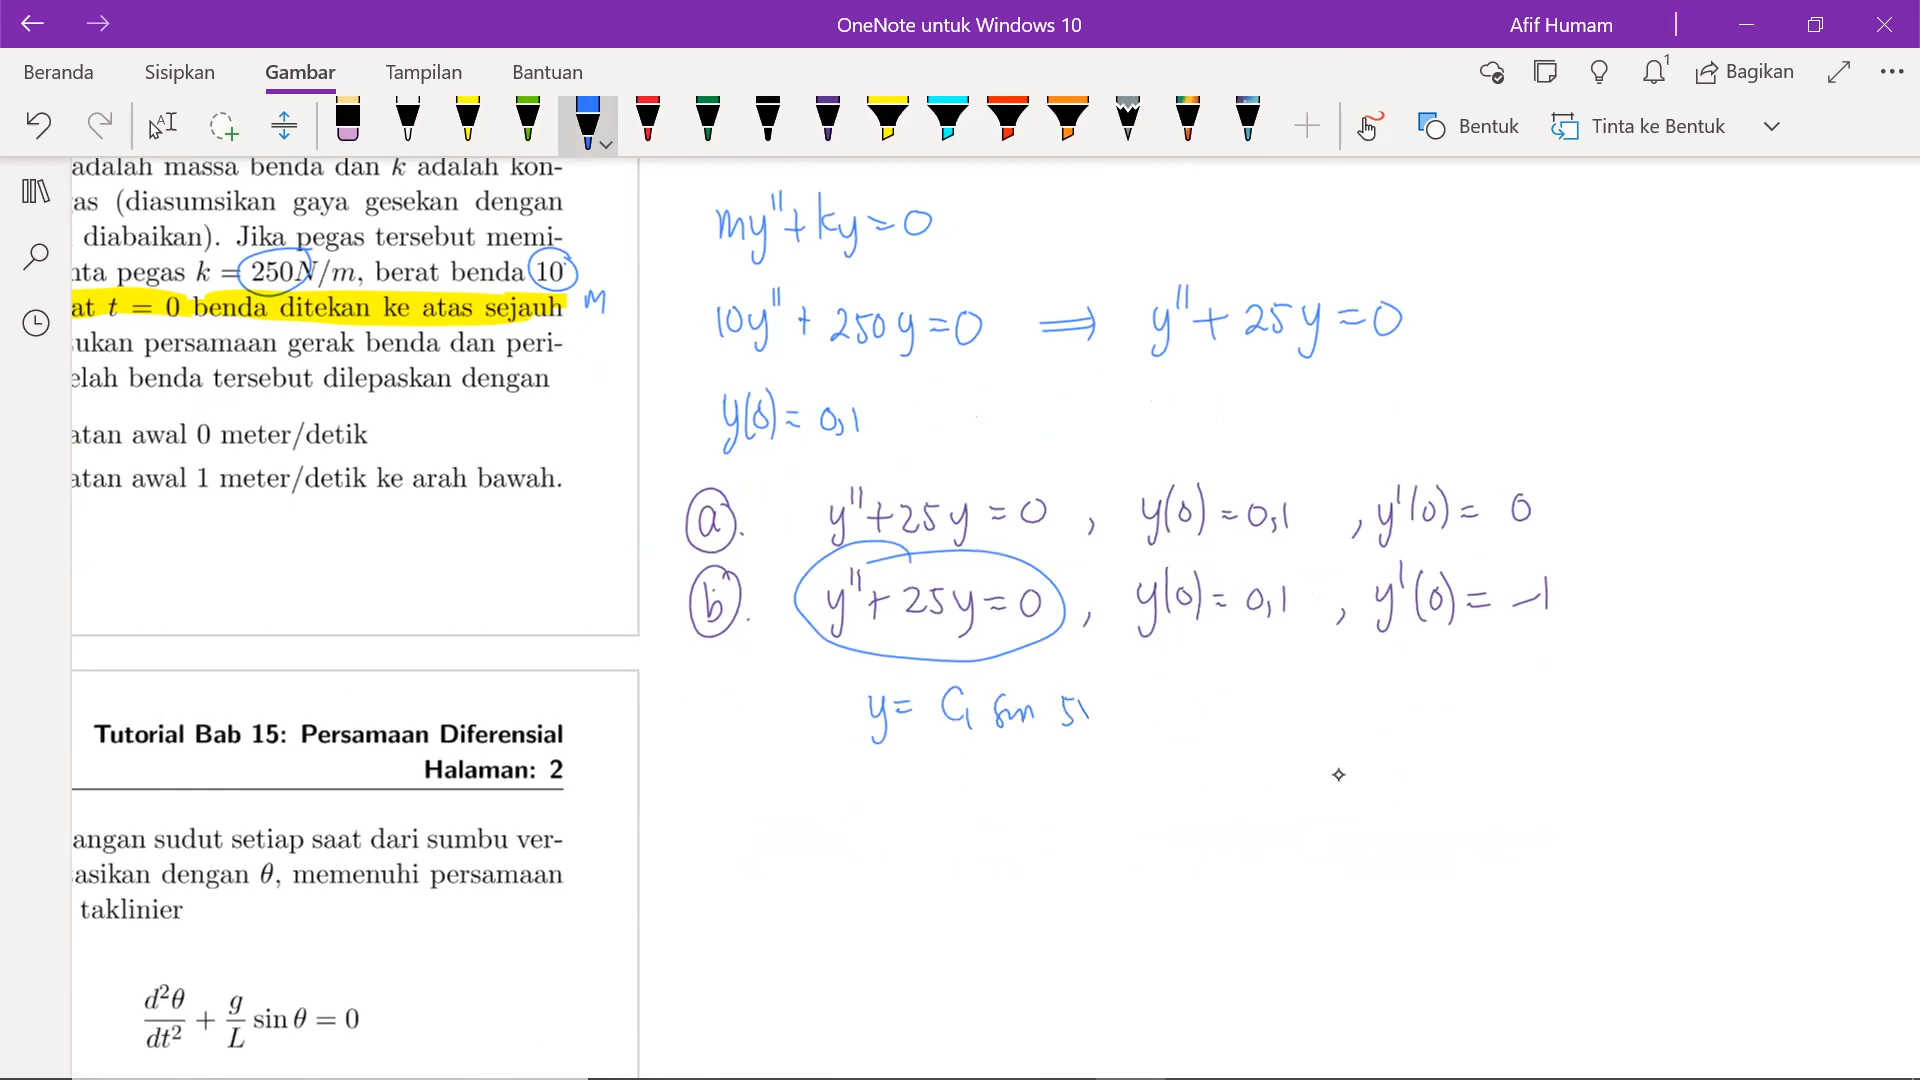 OneNote untuk Windows 10
Afif Humam
Beranda Sisipkan Gambar Tampilan Bantuan
1
Bagikan
Bentuk
Tinta ke Bentuk
adalah massa benda dan k adalah kon-
as (diasumsikan gaya gesekan dengan
diabaikan). Jika pegas tersebut memi-
nta pegas k = 250N/m, berat benda 10
at t = 0 benda ditekan ke atas sejauh
M
ukan persamaan gerak benda dan peri-
elah benda tersebut dilepaskan dengan
atan awal 0 meter/detik
atan awal 1 meter/detik ke arah bawah.
Tutorial Bab 15: Persamaan Diferensial
Halaman: 2
angan sudut setiap saat dari sumbu ver-
asikan dengan θ, memenuhi persamaan
taklinier
d²θ/dt² + g/L sin θ = 0
my'' + ky = 0
10y'' + 250y = 0 ⟹ y'' + 25y = 0
y(0) = 0,1
a. y'' + 25y = 0 , y(0) = 0,1 , y'(0) = 0
b. y'' + 25y = 0 , y(0) = 0,1 , y'(0) = -1
y = C₁ sin 5